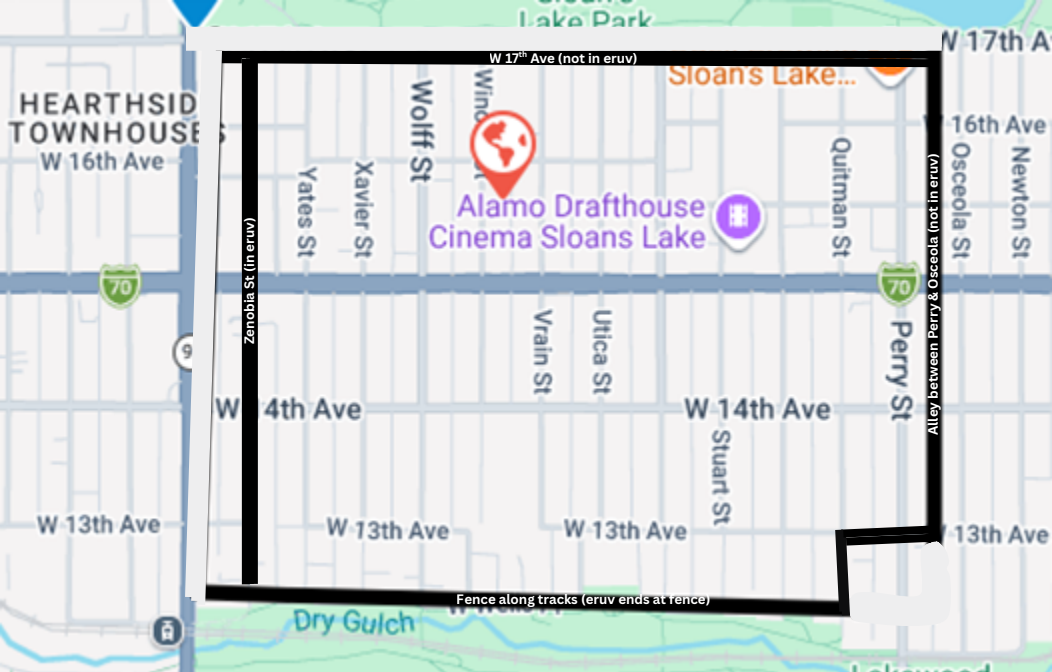 Lake Park
W 17th Ave (not in eruv)
W 17th A
Sloan's Lake...
HEARTHSID
TOWNHOUSES
W 16th Ave
W 16th Ave
Wolff St
Yates St
Xavier St
Quitman St
Osceola St
Newton St
Alamo Drafthouse
Cinema Sloans Lake
Zenobia St (in eruv)
Alley between Perry & Osceola (not in eruv)
70
70
9
Vrain St
Utica St
Perry St
W 14th Ave
W 14th Ave
Stuart St
W 13th Ave
W 13th Ave
W 13th Ave
13th Ave
Fence along tracks (eruv ends at fence)
Dry Gulch